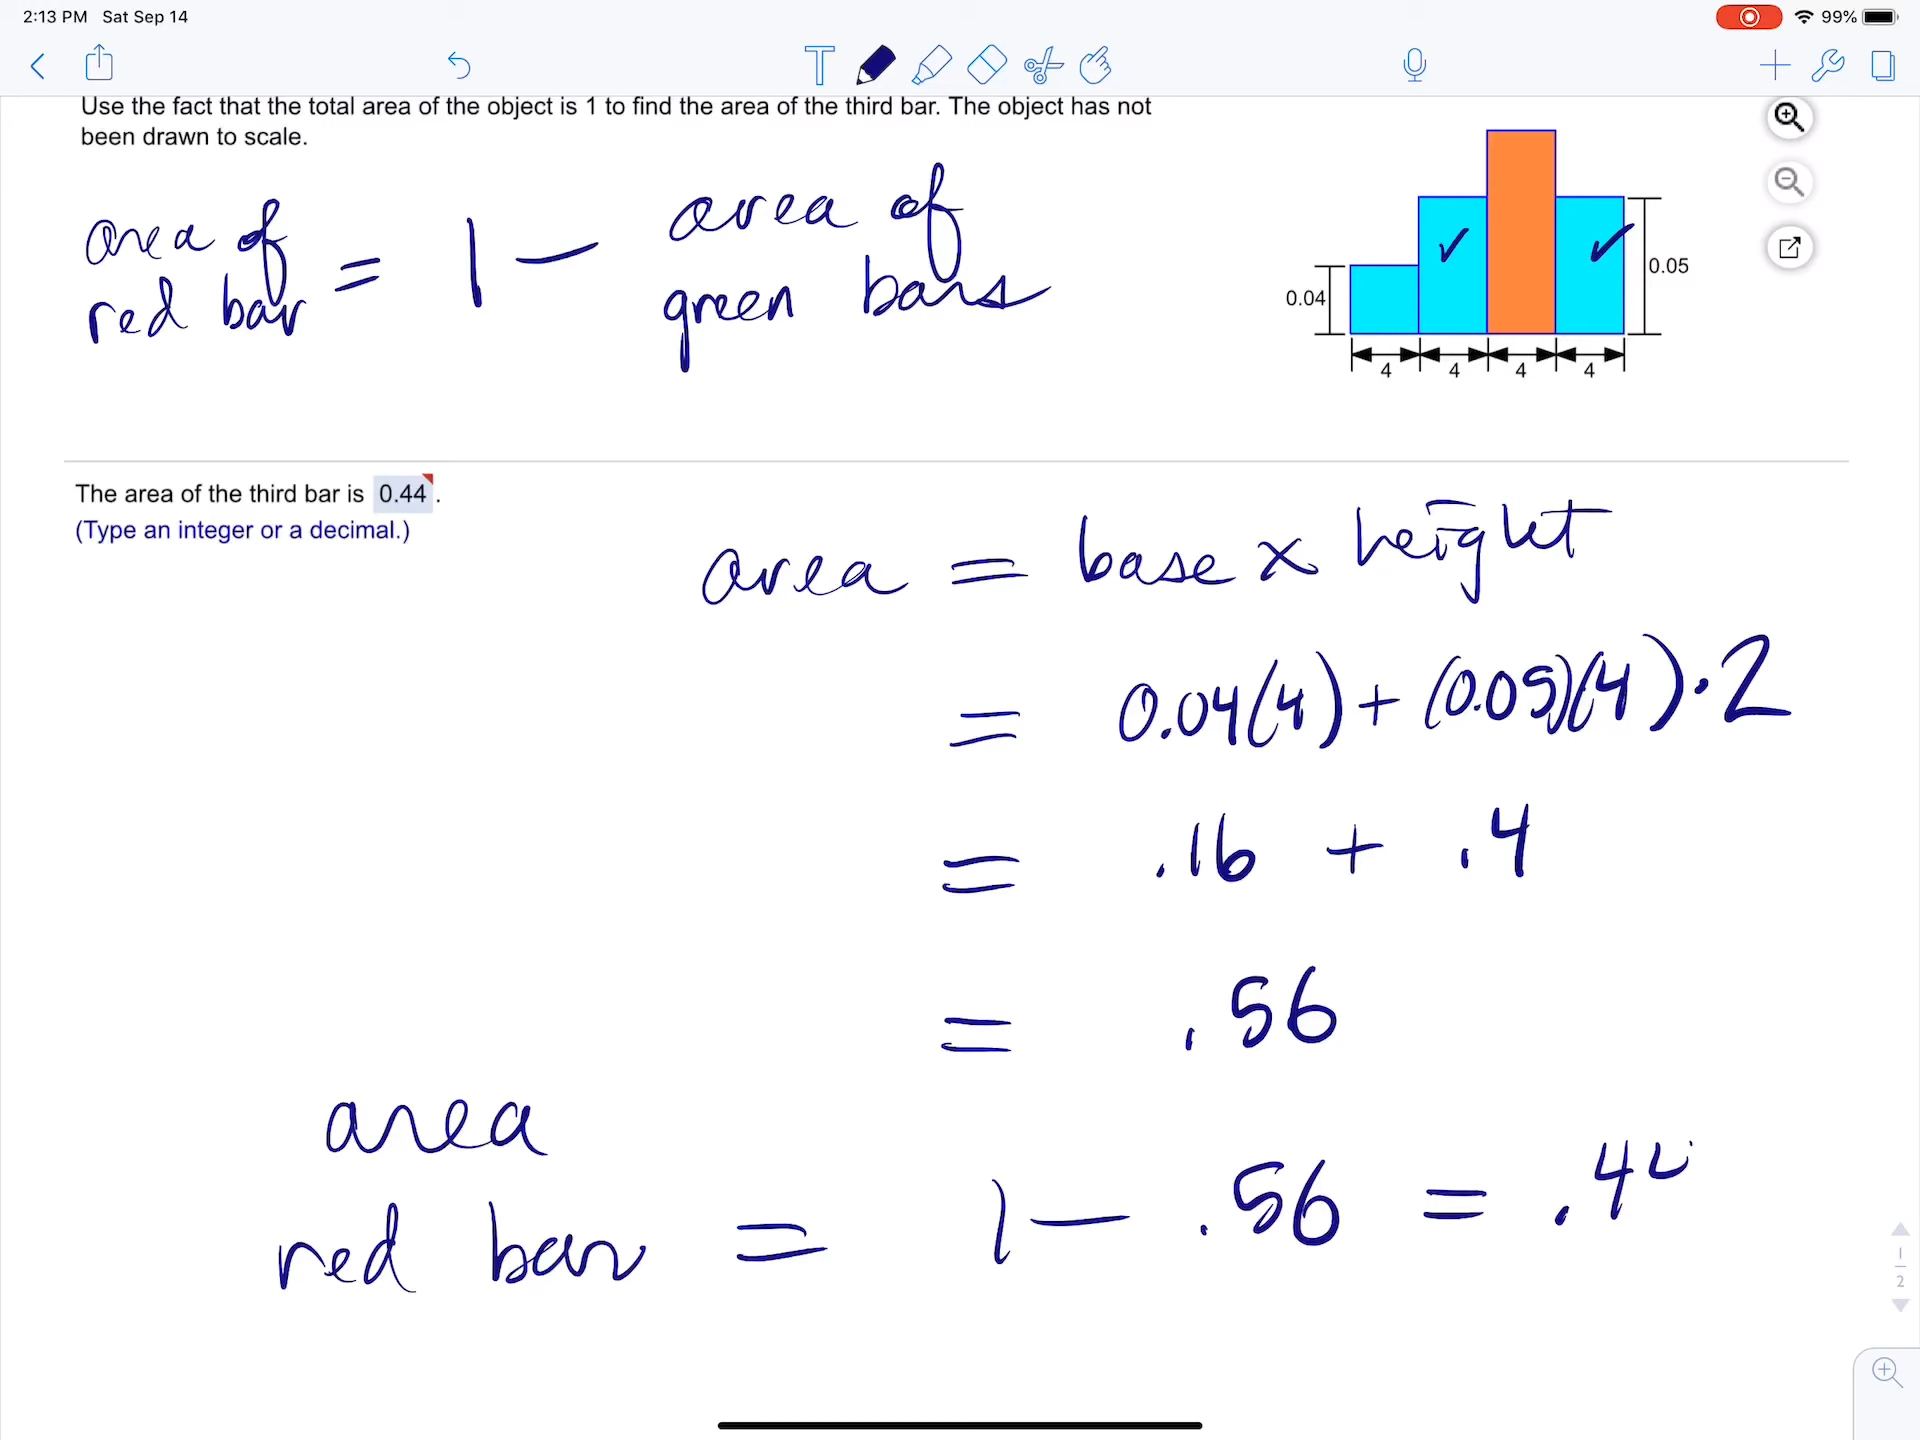 2:13 PM Sat Sep 14
99%
Use the fact that the total area of the object is 1 to find the area of the third bar. The object has not
been drawn to scale.
area of
red bar = 1 — area of
green bars
0.04
0.05
4 4 4 4
The area of the third bar is 0.44.
(Type an integer or a decimal.)
area = base x height
= 0.04(4) + (0.05)(4) · 2
= .16 + .4
= .56
area
red bar = 1 — .56 = .4
1
2